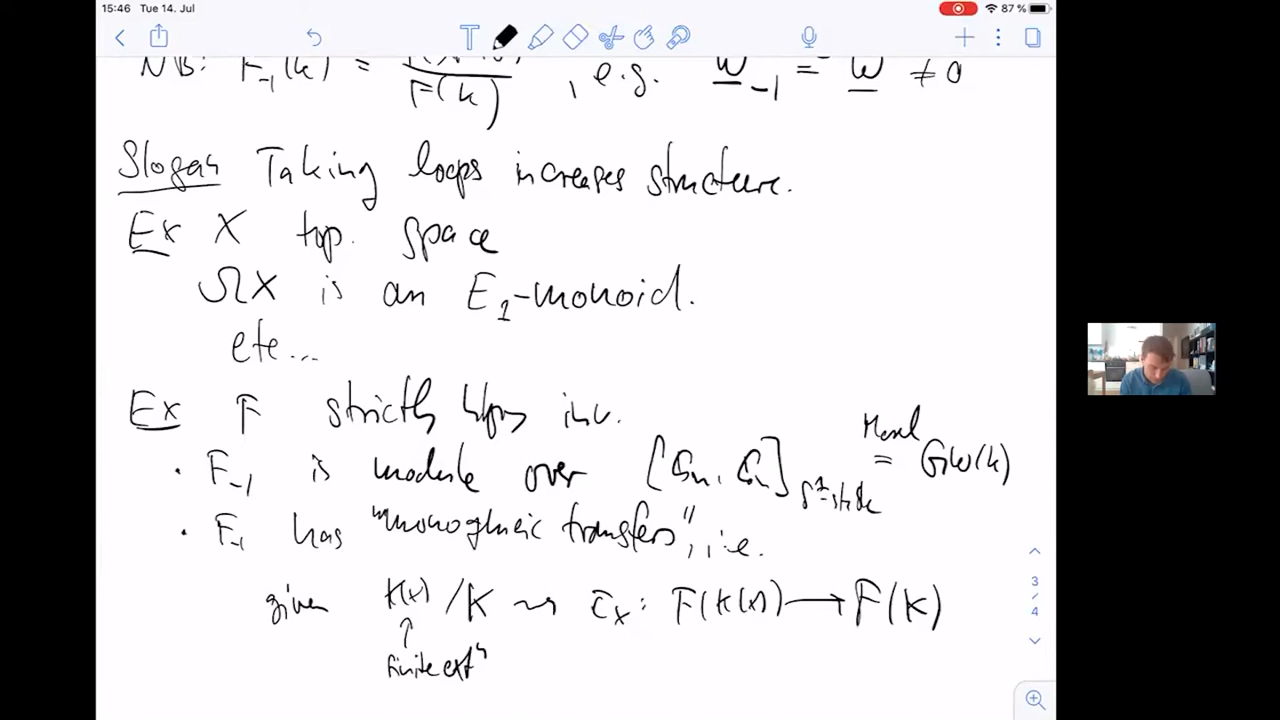 15:46 Tue 14. Jul
87 %
NB: F_{-1}(k) = / F(k) , e.g. W_{-1} = W ≠ 0
Slogan Taking loops increases structure.
Ex X top. space
ΩX is an E_1-monoid.
etc...
Ex F strictly htpy inv.
Morel
· F_{-1} is module over [G_m, G_m]_{S^1-stable} = GW(k)
· F_{-1} has "monogeneic transfers", i.e.
given K(x) /K ⇝ τ_x: F(K(x)) → F(K)
↑
finite ext^n
3
/
4